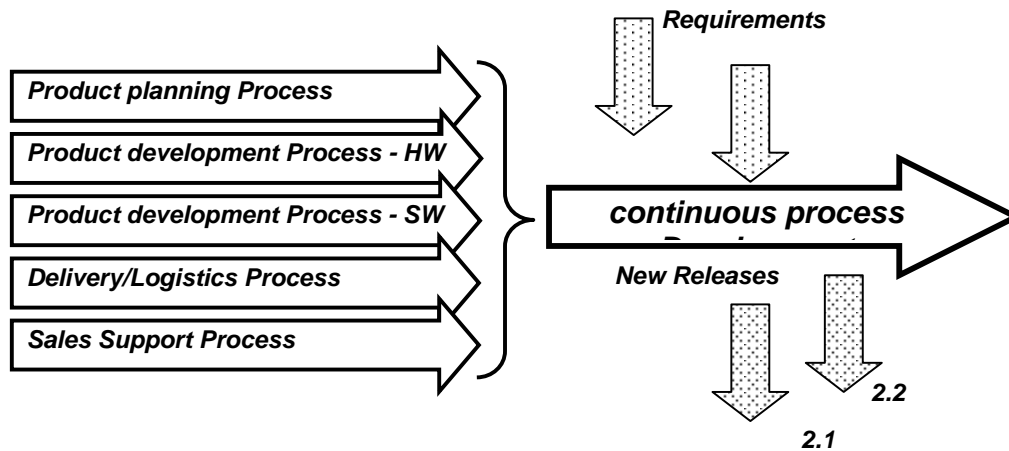 Requirements
Product planning Process
Product development Process - HW
Product development Process - SW
Delivery/Logistics Process
Sales Support Process
continuous process
New Releases
2.2
2.1